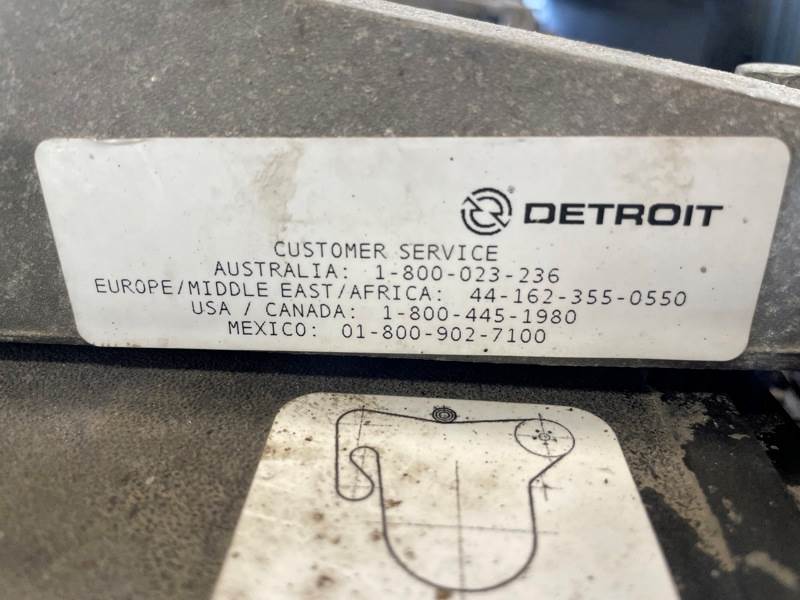 DETROIT
CUSTOMER SERVICE
AUSTRALIA: 1-800-023-236
EUROPE/MIDDLE EAST/AFRICA: 44-162-355-0550
USA / CANADA: 1-800-445-1980
MEXICO: 01-800-902-7100